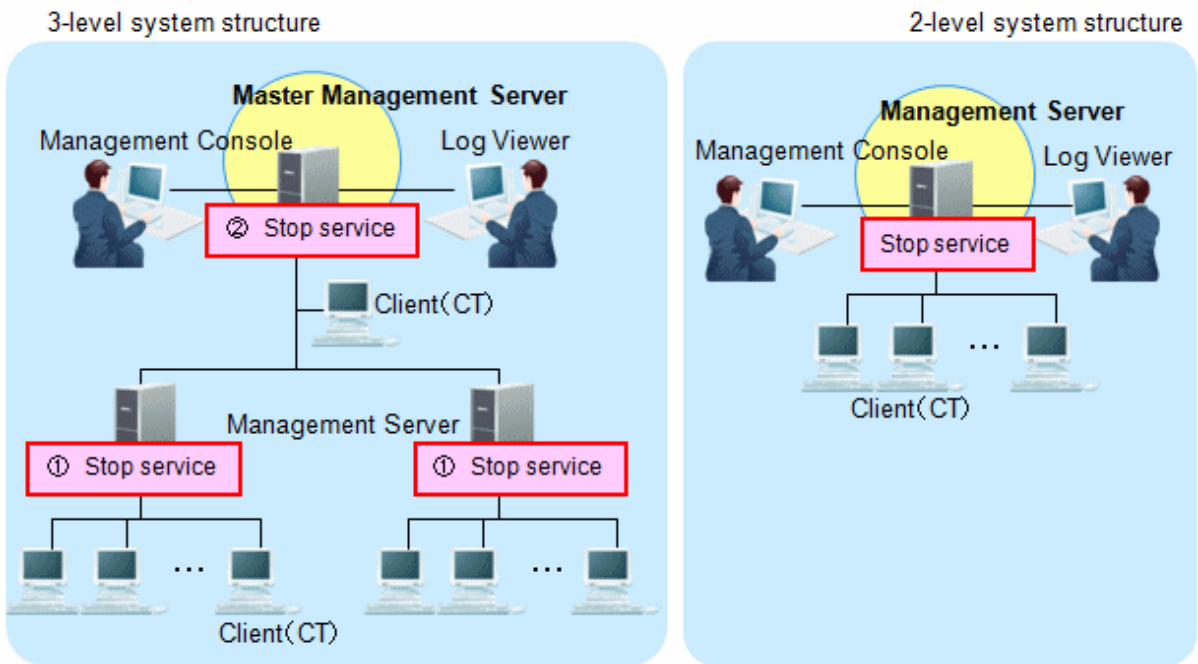 3-level system structure
2-level system structure
Master Management Server
Management Console
Log Viewer
② Stop service
Client(CT)
Management Server
① Stop service
① Stop service
...
...
Client(CT)
Management Server
Management Console
Log Viewer
Stop service
...
Client(CT)